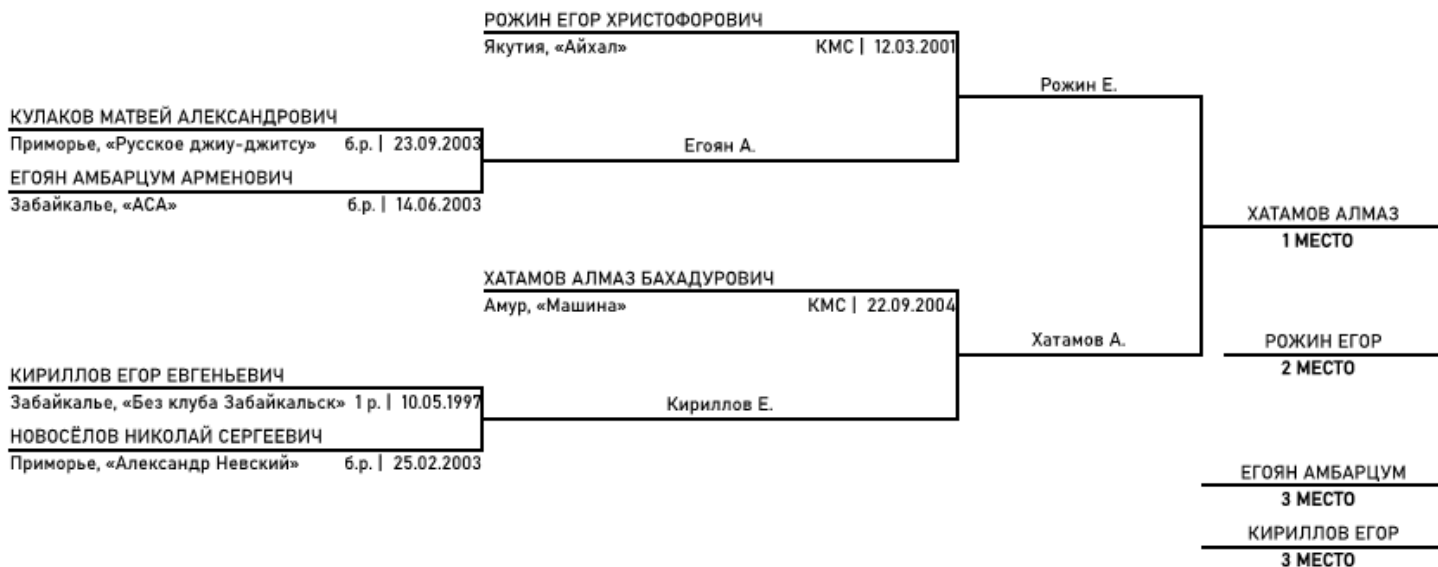 РОЖИН ЕГОР ХРИСТОФОРОВИЧ
Якутия, «Айхал» КМС | 12.03.2001
Рожин Е.
КУЛАКОВ МАТВЕЙ АЛЕКСАНДРОВИЧ
Приморье, «Русское джиу-джитсу» б.р. | 23.09.2003
Егоян А.
ЕГОЯН АМБАРЦУМ АРМЕНОВИЧ
Забайкалье, «АСА» б.р. | 14.06.2003
ХАТАМОВ АЛМАЗ
1 МЕСТО
ХАТАМОВ АЛМАЗ БАХАДУРОВИЧ
Амур, «Машина» КМС | 22.09.2004
Хатамов А.
РОЖИН ЕГОР
2 МЕСТО
КИРИЛЛОВ ЕГОР ЕВГЕНЬЕВИЧ
Забайкалье, «Без клуба Забайкальск» 1 р. | 10.05.1997
Кириллов Е.
НОВОСЁЛОВ НИКОЛАЙ СЕРГЕЕВИЧ
Приморье, «Александр Невский» б.р. | 25.02.2003
ЕГОЯН АМБАРЦУМ
3 МЕСТО
КИРИЛЛОВ ЕГОР
3 МЕСТО